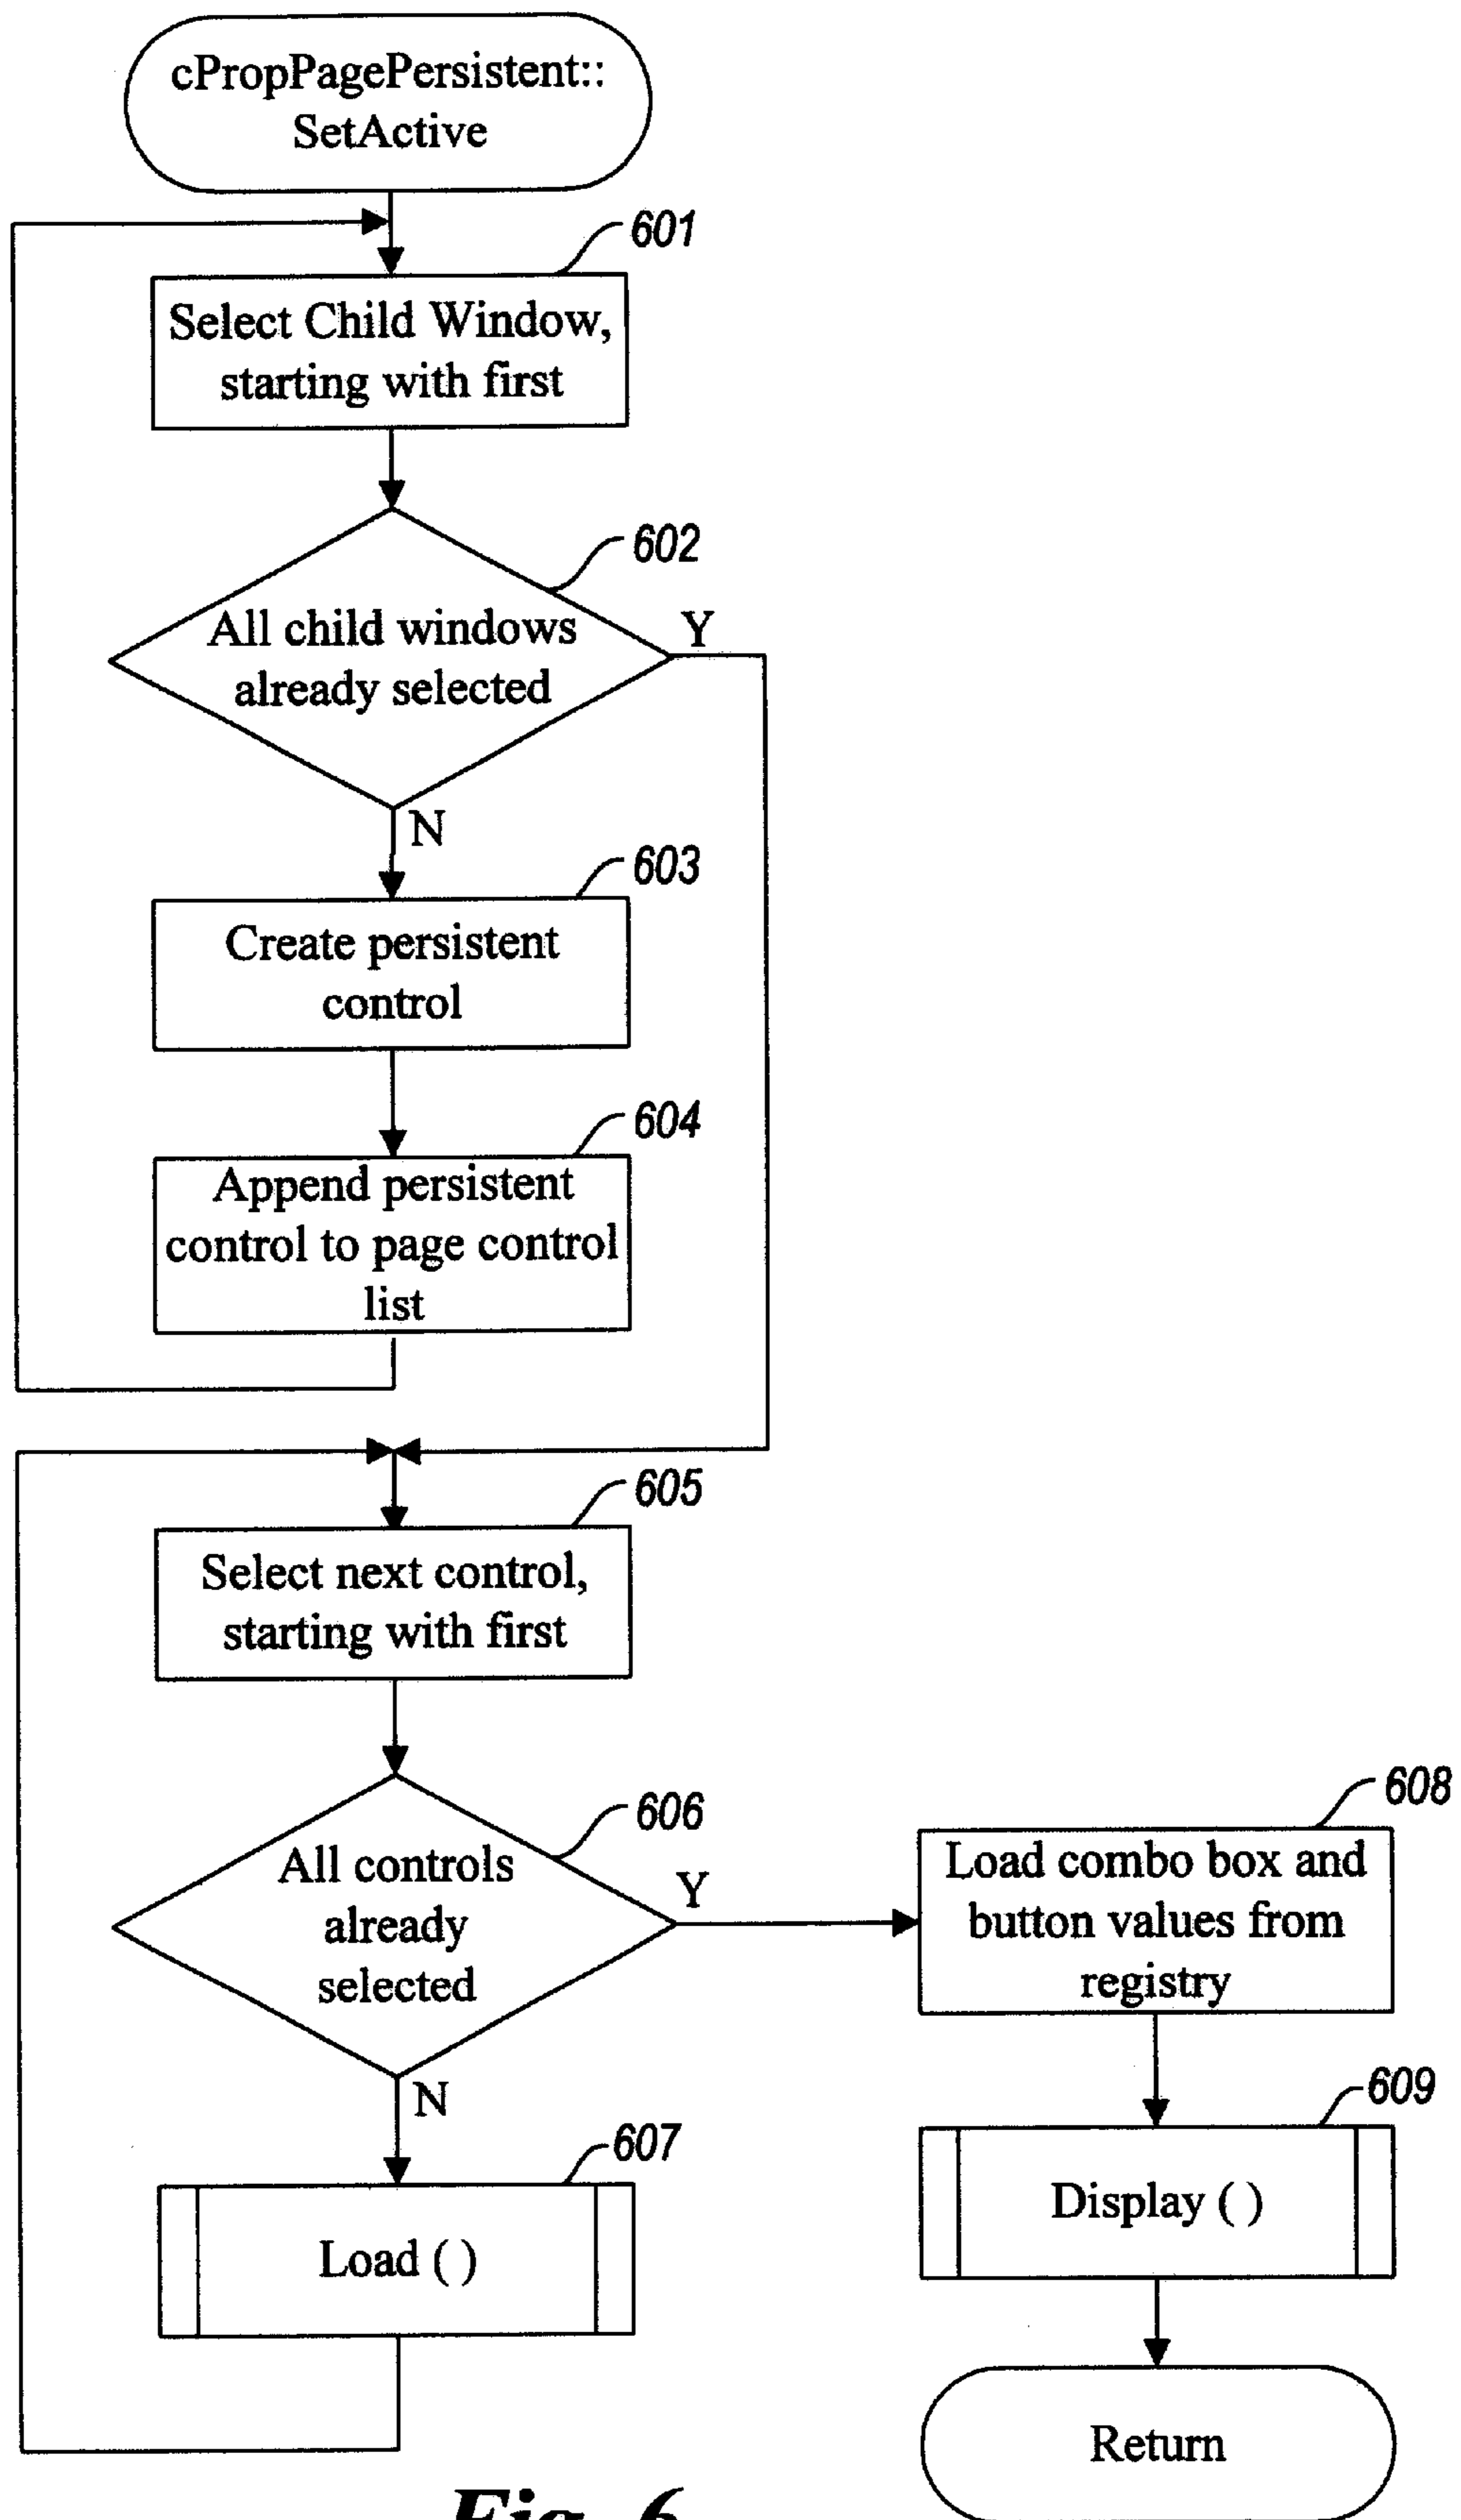 cPropPagePersistent::
SetActive
601
Select Child Window,
starting with first
602
All child windows
already selected
Y
N
603
Create persistent
control
604
Append persistent
control to page control
list
605
Select next control,
starting with first
606
All controls
already
selected
Y
N
607
Load ( )
608
Load combo box and
button values from
registry
609
Display ( )
Return
Fig. 6